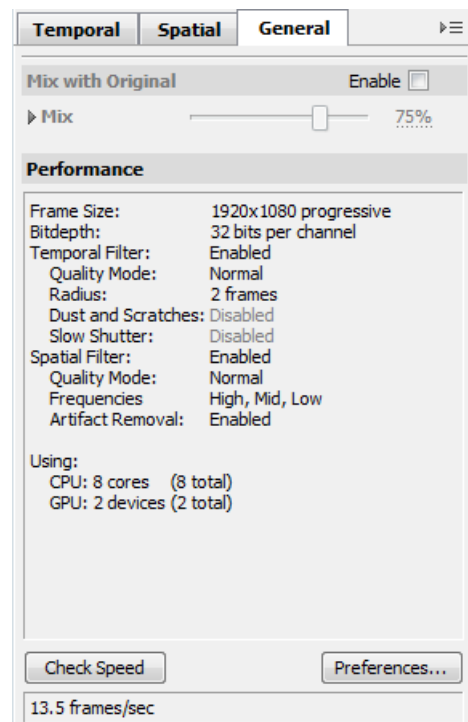 Temporal Spatial General
Mix with Original Enable
Mix 75%
Performance
Frame Size: 1920x1080 progressive
Bitdepth: 32 bits per channel
Temporal Filter: Enabled
Quality Mode: Normal
Radius: 2 frames
Dust and Scratches: Disabled
Slow Shutter: Disabled
Spatial Filter: Enabled
Quality Mode: Normal
Frequencies High, Mid, Low
Artifact Removal: Enabled
Using:
CPU: 8 cores (8 total)
GPU: 2 devices (2 total)
Check Speed Preferences...
13.5 frames/sec